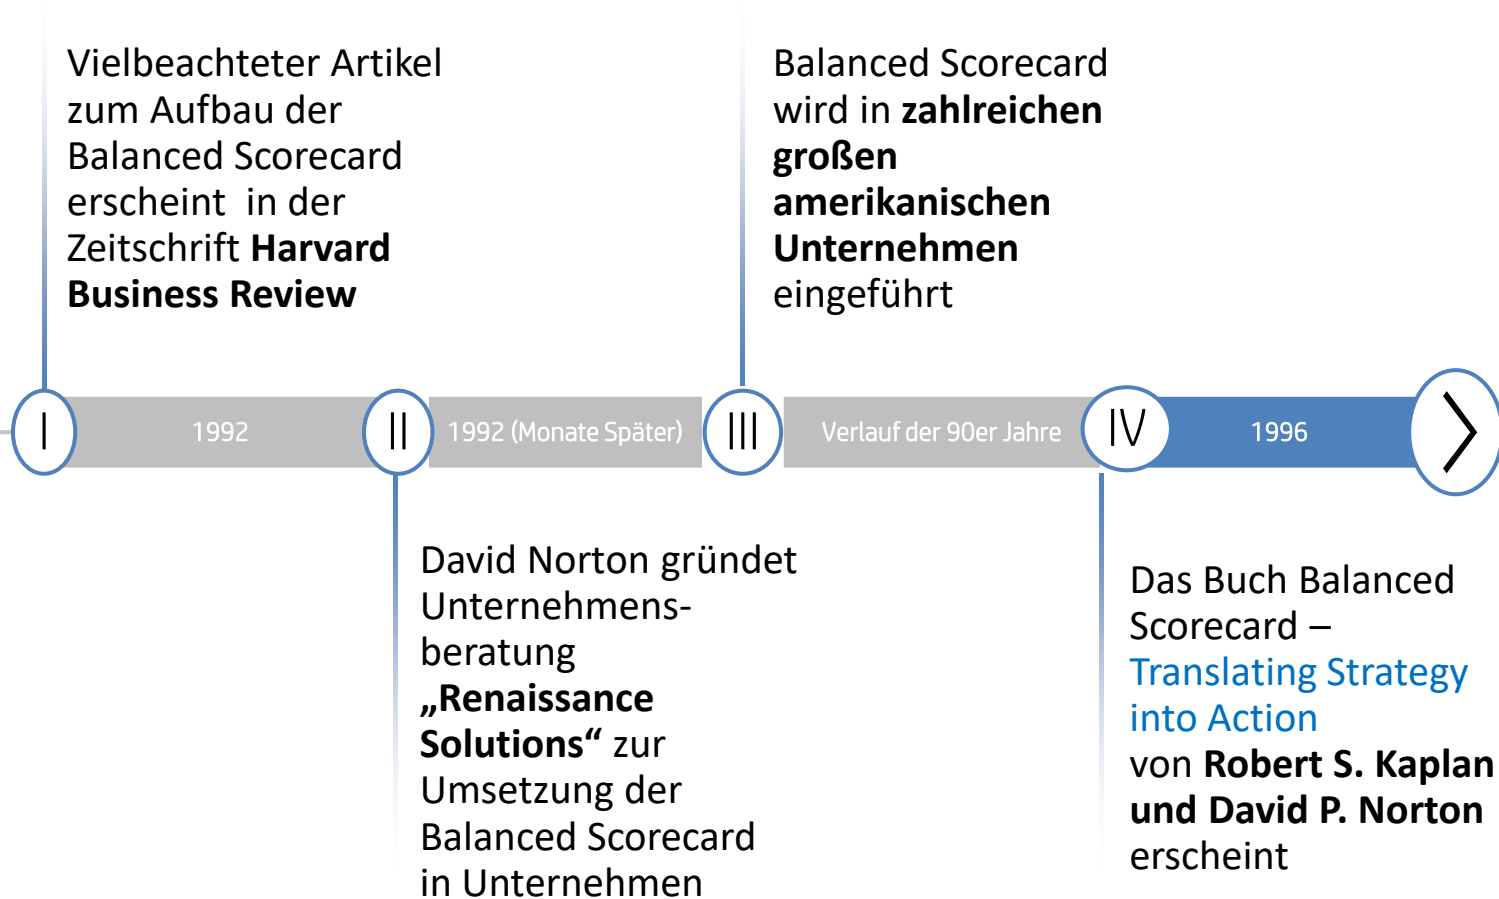 Vielbeachteter Artikel
zum Aufbau der
Balanced Scorecard
erscheint  in der
Zeitschrift Harvard
Business Review
Balanced Scorecard
wird in zahlreichen
großen
amerikanischen
Unternehmen
eingeführt
I
1992
II
1992 (Monate Später)
III
Verlauf der 90er Jahre
IV
1996
David Norton gründet
Unternehmens-
beratung
„Renaissance
Solutions“ zur
Umsetzung der
Balanced Scorecard
in Unternehmen
Das Buch Balanced
Scorecard –
Translating Strategy
into Action
von Robert S. Kaplan
und David P. Norton
erscheint